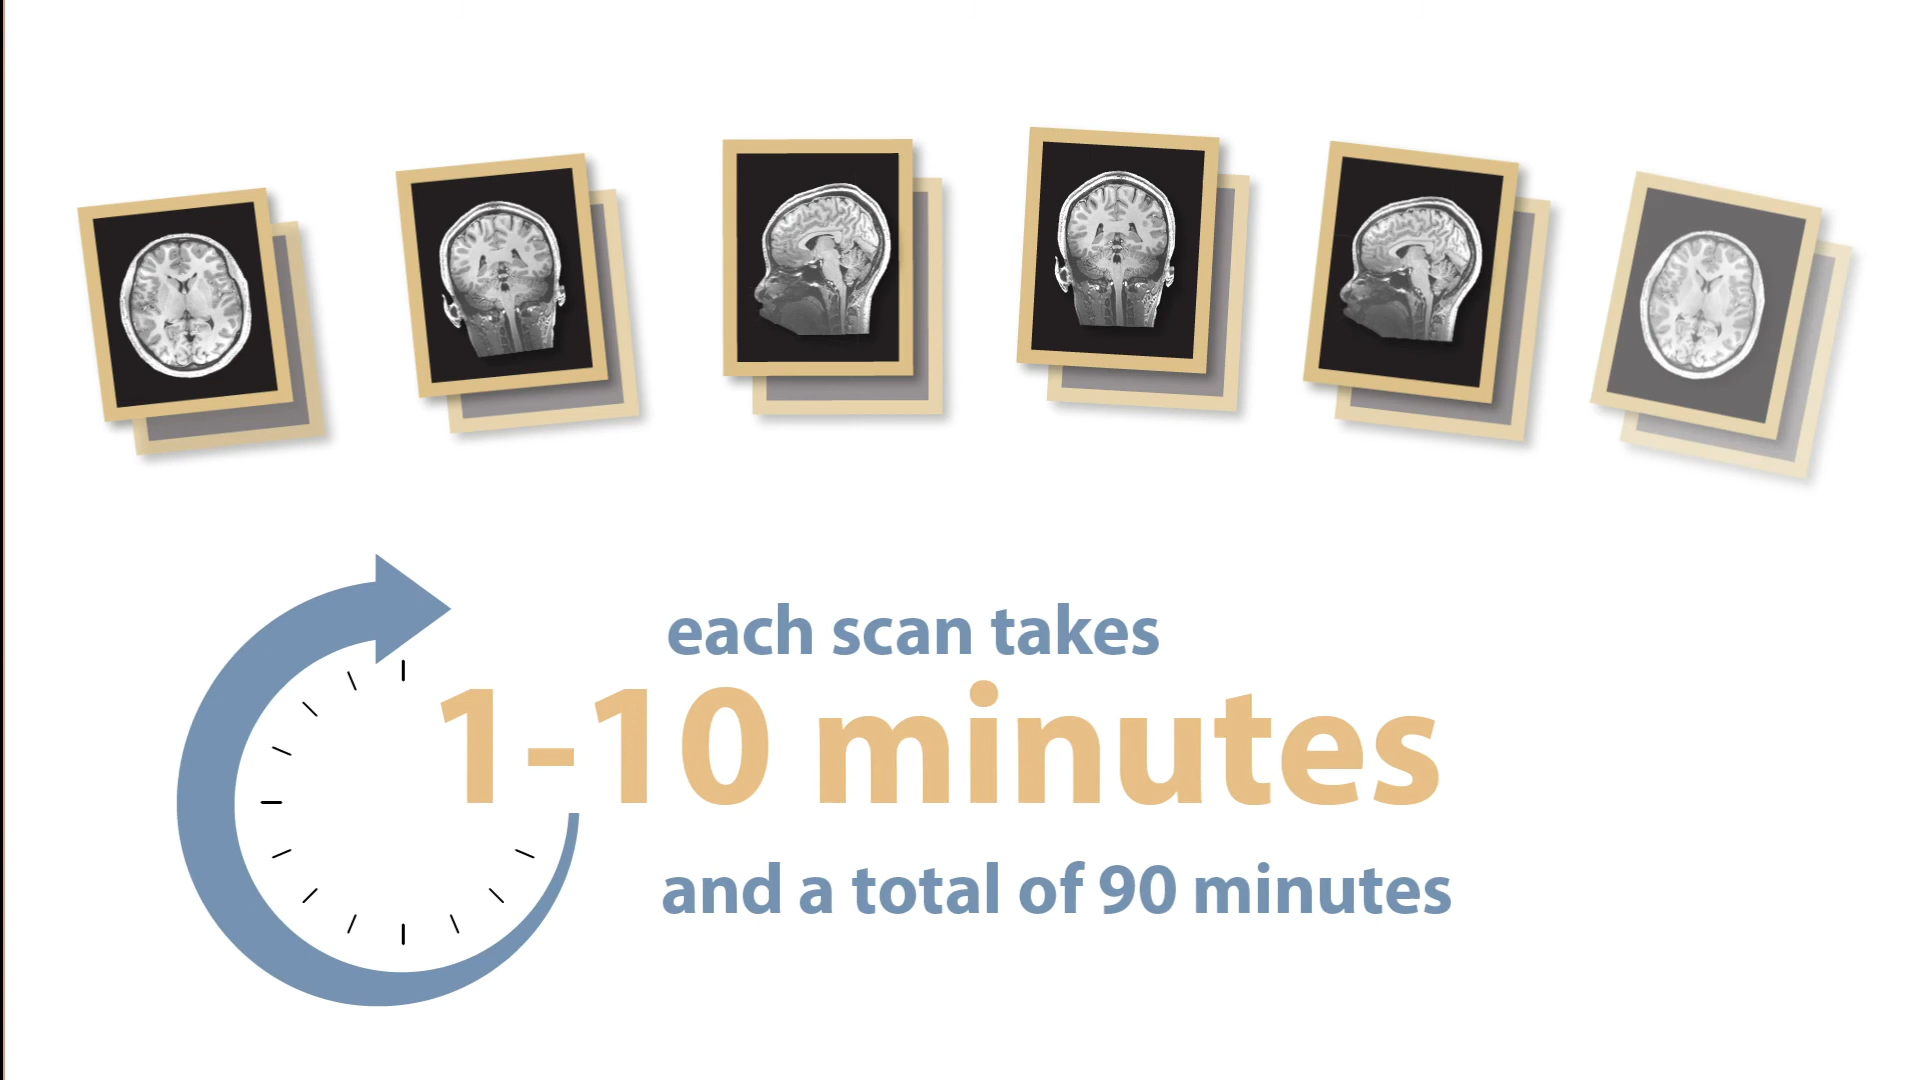 each scan takes
1-10 minutes
and a total of 90 minutes